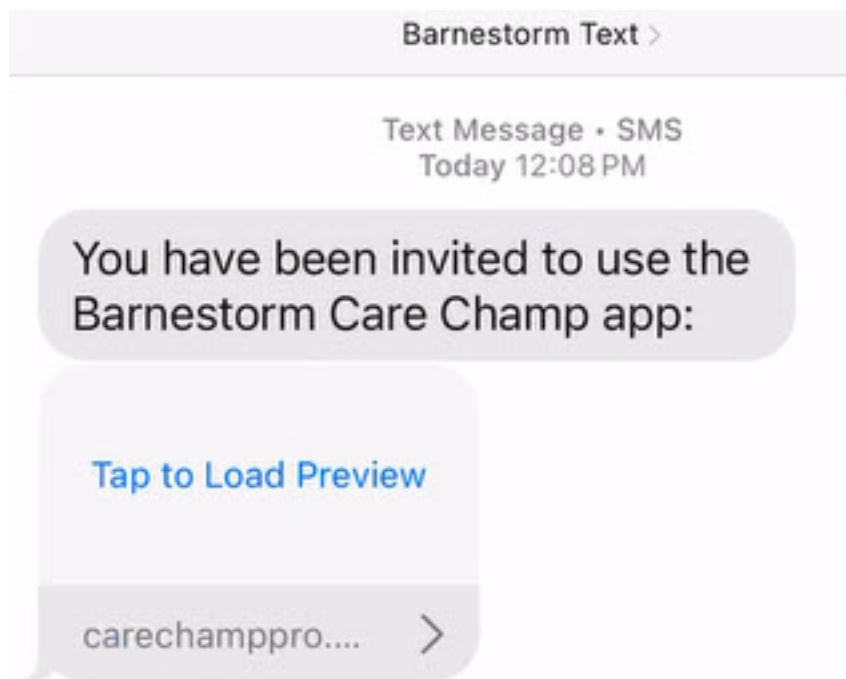 Barnestorm Text >
Text Message • SMS
Today 12:08 PM
You have been invited to use the
Barnestorm Care Champ app:
Tap to Load Preview
carechamppro....